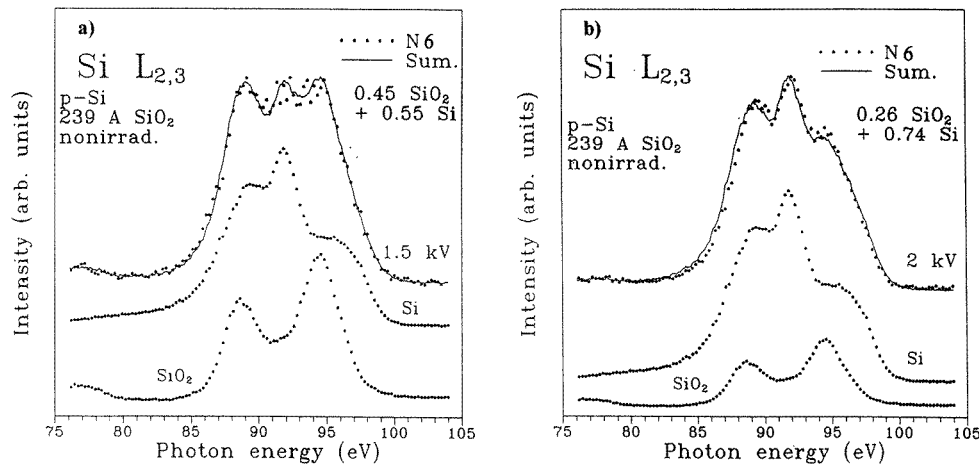 a)
Si L2,3
N6
Sum.
p-Si
239 A SiO2
nonirrad.
0.45 SiO2
+ 0.55 Si
1.5 kV
Si
SiO2
Intensity (arb. units)
75 80 85 90 95 100 105
Photon energy (eV)
b)
Si L2,3
N6
Sum.
p-Si
239 A SiO2
nonirrad.
0.26 SiO2
+ 0.74 Si
2 kV
Si
SiO2
Intensity (arb. units)
75 80 85 90 95 100 105
Photon energy (eV)